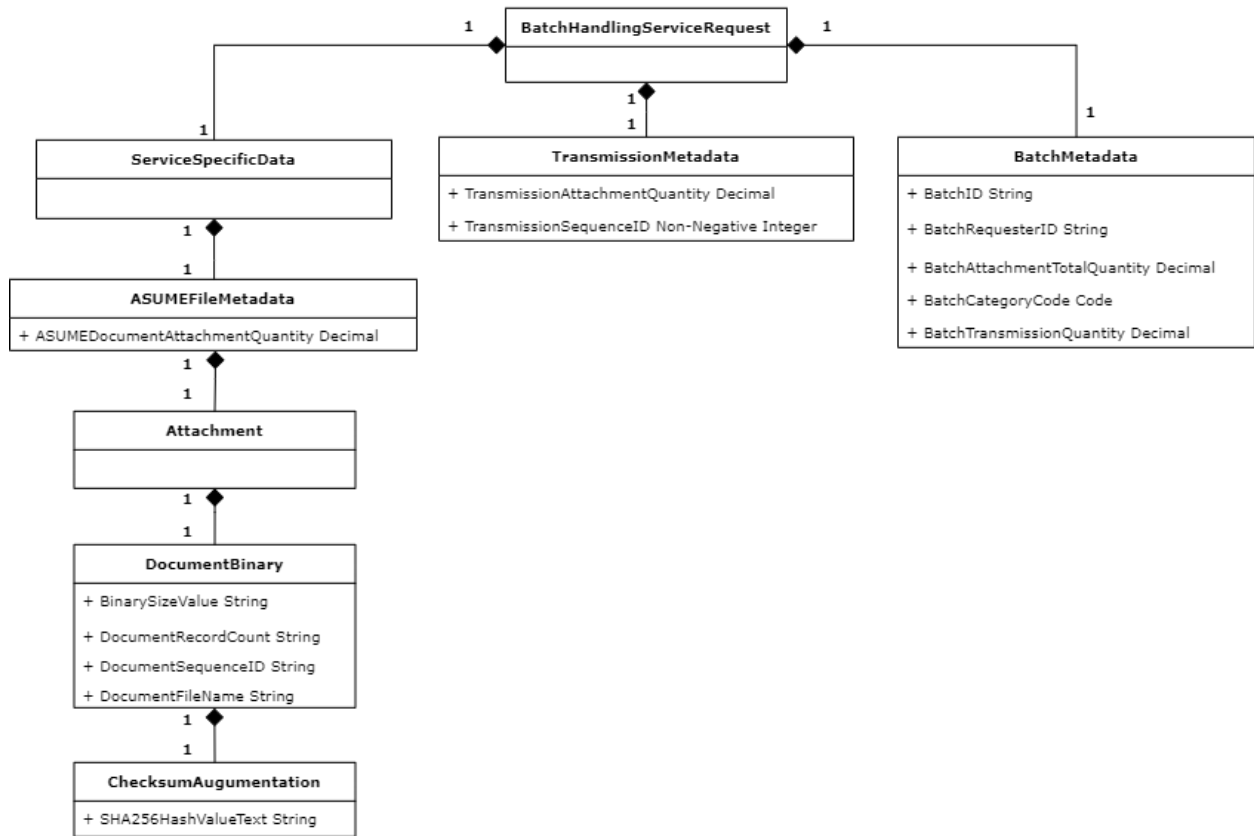 BatchHandlingServiceRequest
1
1
1
1
1
1
ServiceSpecificData
TransmissionMetadata
+ TransmissionAttachmentQuantity Decimal
+ TransmissionSequenceID Non-Negative Integer
BatchMetadata
+ BatchID String
+ BatchRequesterID String
+ BatchAttachmentTotalQuantity Decimal
+ BatchCategoryCode Code
+ BatchTransmissionQuantity Decimal
1
1
ASUMEFileMetadata
+ ASUMEDocumentAttachmentQuantity Decimal
1
1
Attachment
1
1
DocumentBinary
+ BinarySizeValue String
+ DocumentRecordCount String
+ DocumentSequenceID String
+ DocumentFileName String
1
1
ChecksumAugumentation
+ SHA256HashValueText String